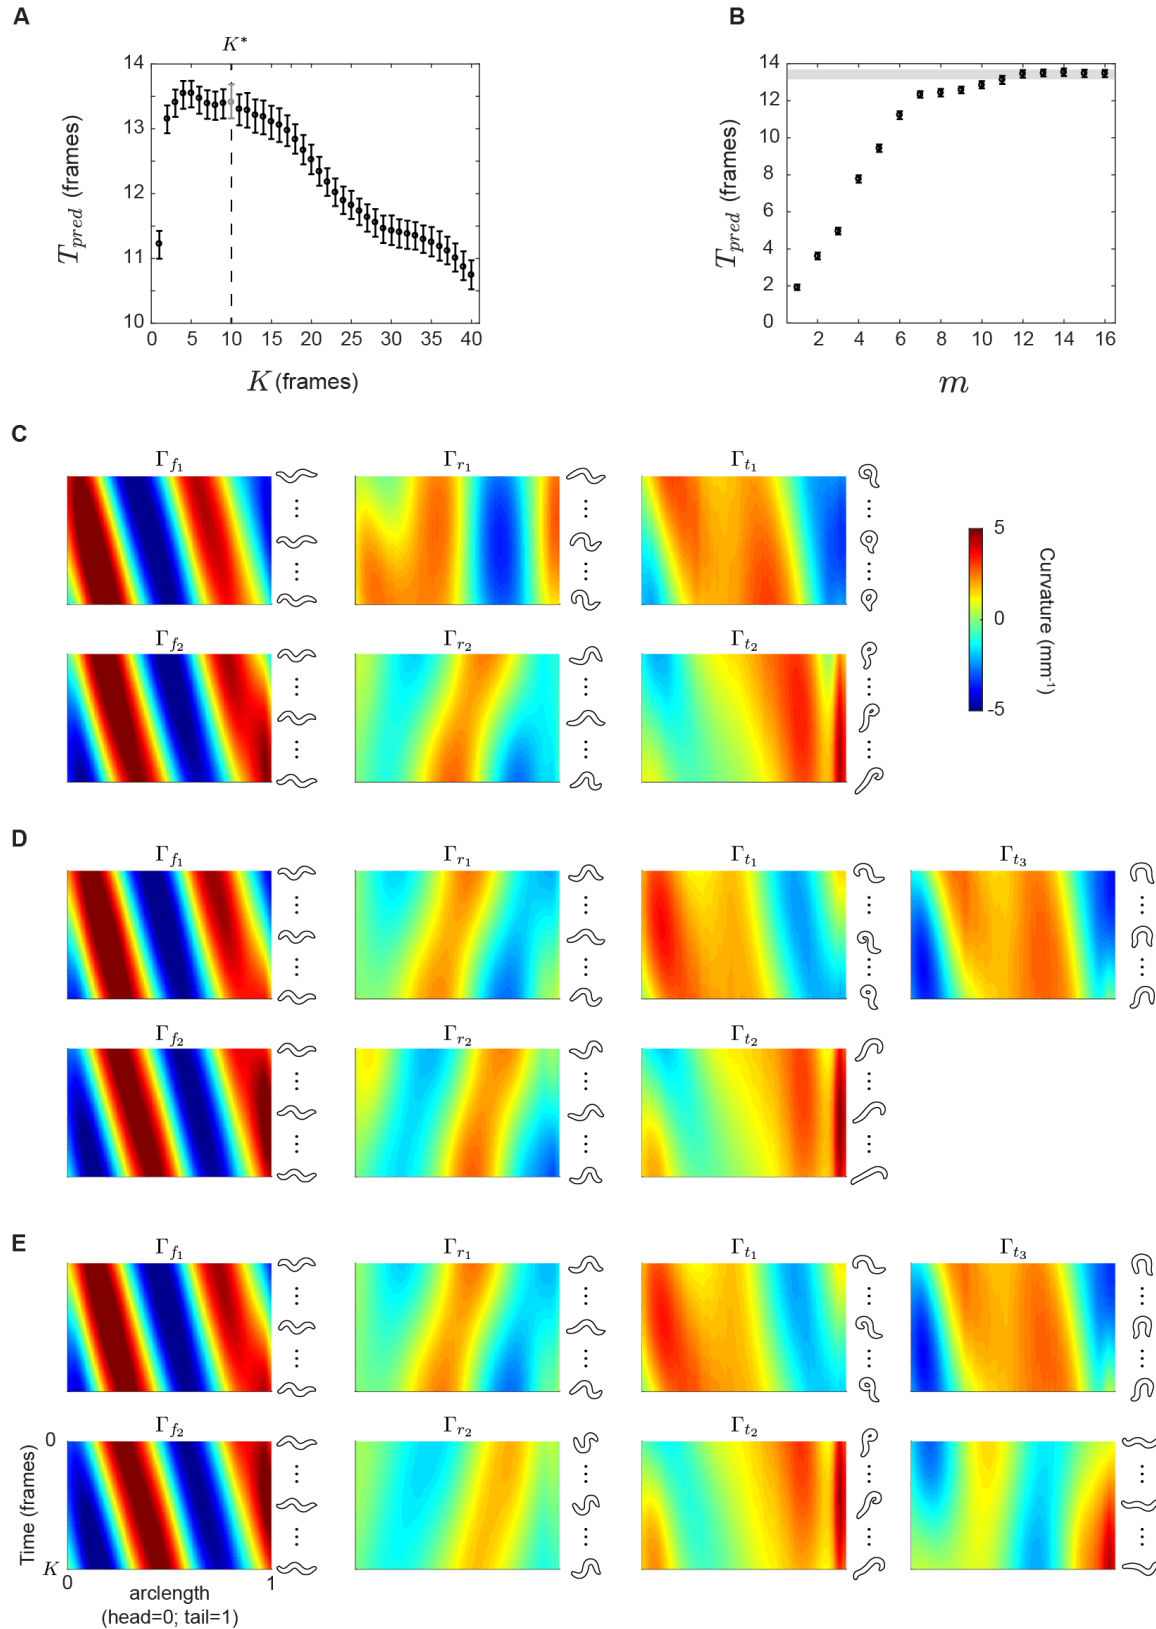 A
K*
14
13
12
11
10
T_pred (frames)
0 5 10 15 20 25 30 35 40
K (frames)
B
14
12
10
8
6
4
2
0
T_pred (frames)
2 4 6 8 10 12 14 16
m
C
Γ_f₁ Γ_r₁ Γ_t₁
5
0
-5
Curvature (mm⁻¹)
Γ_f₂ Γ_r₂ Γ_t₂
D
Γ_f₁ Γ_r₁ Γ_t₁ Γ_t₃
Γ_f₂ Γ_r₂ Γ_t₂
E
Γ_f₁ Γ_r₁ Γ_t₁ Γ_t₃
Γ_f₂ Γ_r₂ Γ_t₂
0
Time (frames)
K
0 1
arclength
(head=0; tail=1)